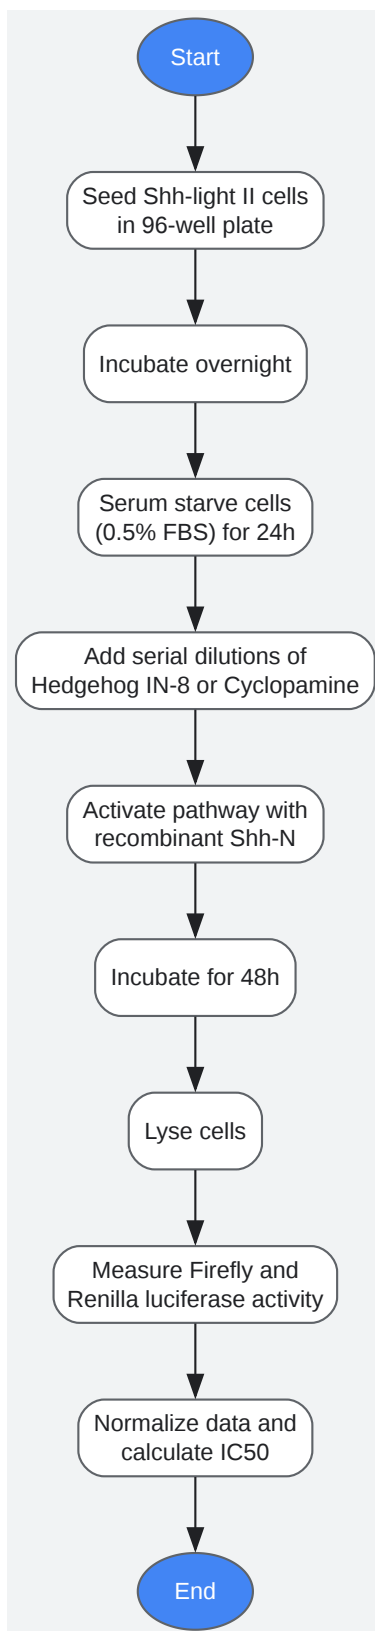 Start
Seed Shh-light II cells
in 96-well plate
Incubate overnight
Serum starve cells
(0.5% FBS) for 24h
Add serial dilutions of
Hedgehog IN-8 or Cyclopamine
Activate pathway with
recombinant Shh-N
Incubate for 48h
Lyse cells
Measure Firefly and
Renilla luciferase activity
Normalize data and
calculate IC50
End